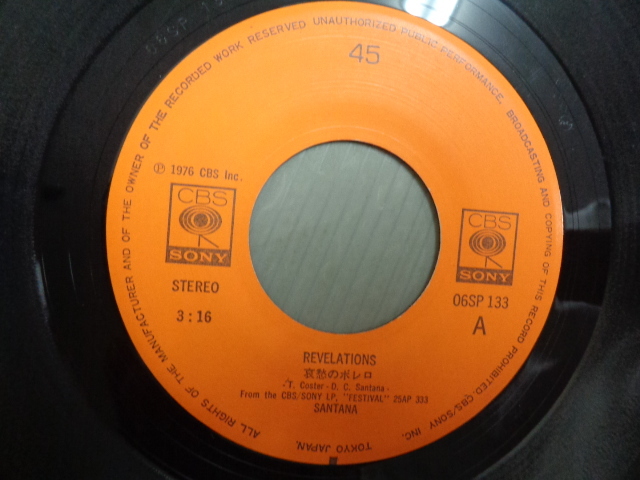 ALL RIGHTS OF THE MANUFACTURER AND OF THE OWNER OF THE RECORDED WORK RESERVED UNAUTHORIZED PUBLIC PERFORMANCE, BROADCASTING AND COPYING OF THIS RECORD PROHIBITED. CBS/SONY INC. TOKYO JAPAN.
45
Ⓟ 1976 CBS Inc.
CBS
SONY
CBS
SONY
STEREO
3:16
06SP 133
A
REVELATIONS
哀愁のボレロ
-T. Coster-D. C. Santana-
From the CBS/SONY LP, "FESTIVAL" 25AP 333
SANTANA